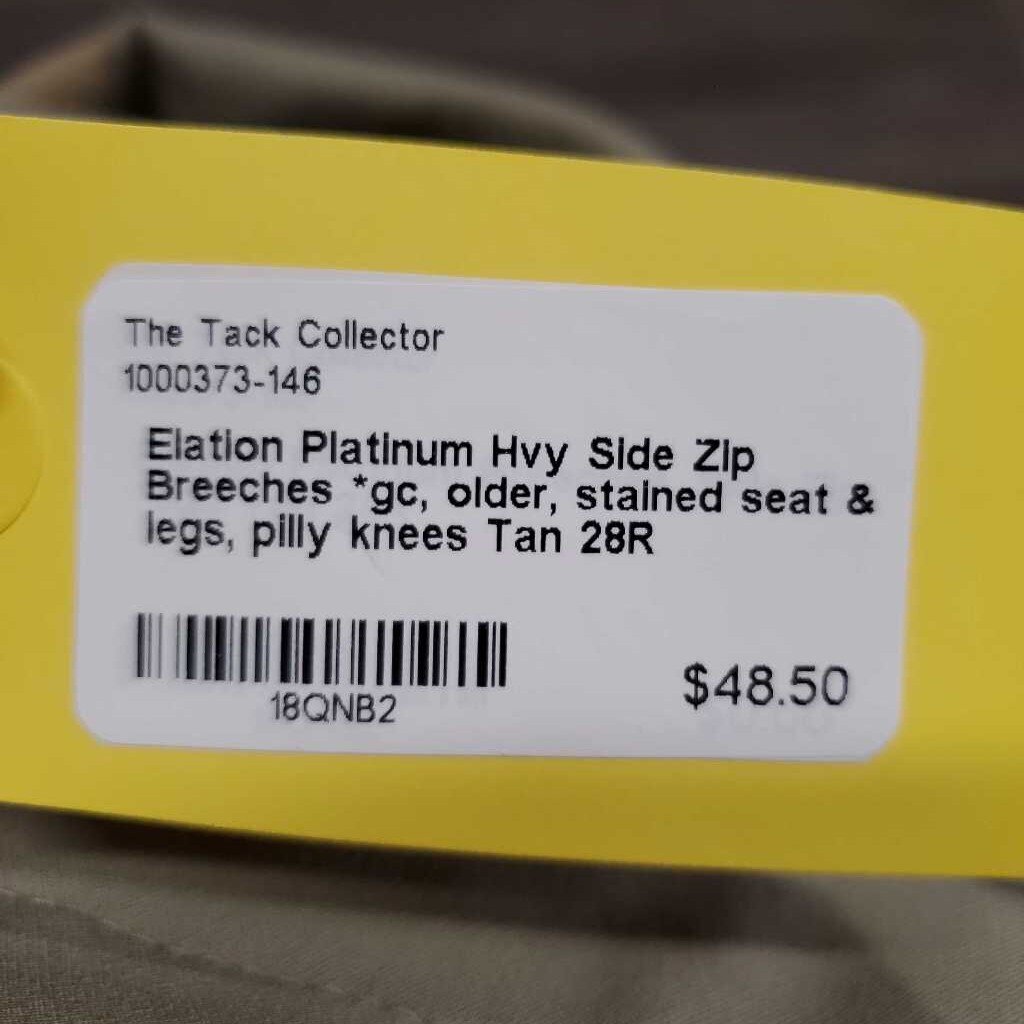 The Tack Collector
1000373-146
Elation Platinum Hvy Side Zip
Breeches *gc, older, stained seat &
legs, pilly knees Tan 28R
18QNB2
$48.50